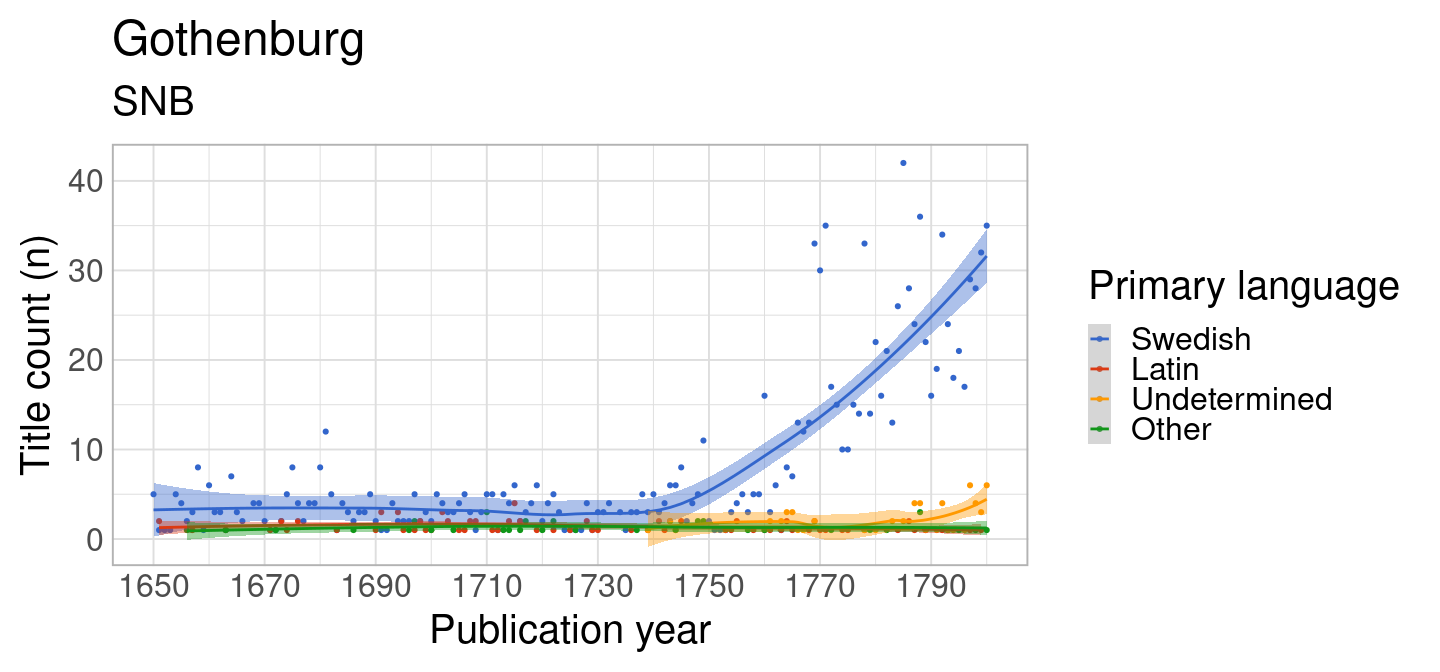 Gothenburg
SNB
Title count (n)
40
30
20
10
0
1650 1670 1690 1710 1730 1750 1770 1790
Publication year
Primary language
Swedish
Latin
Undetermined
Other